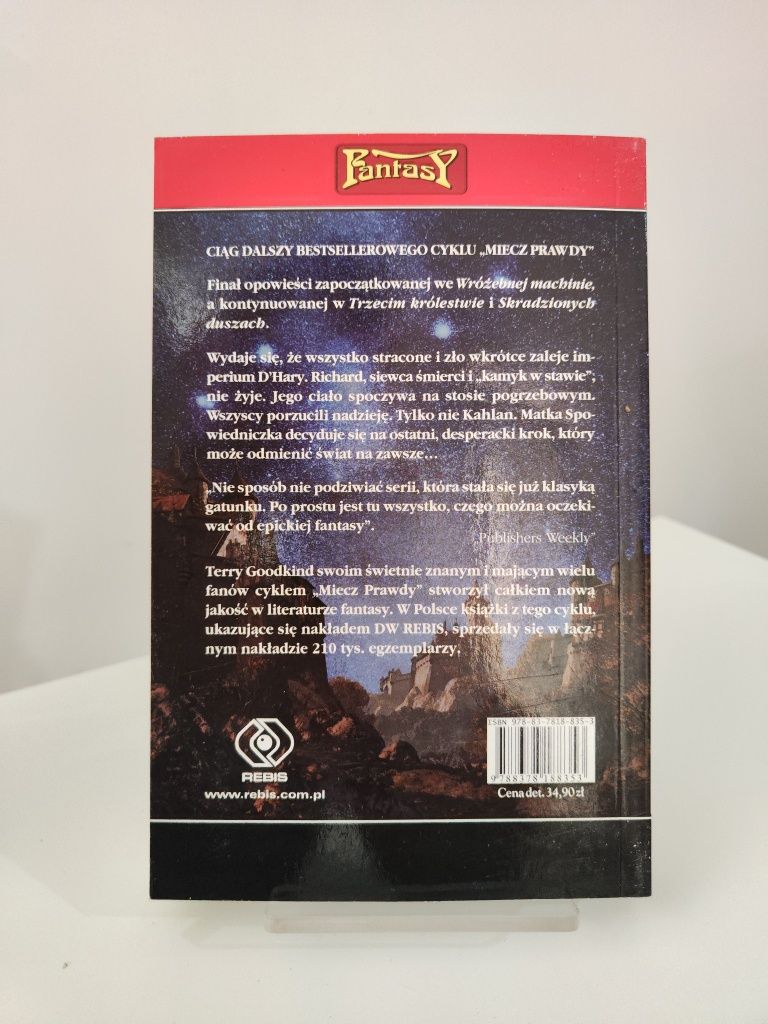 Fantasy
CIĄG DALSZY BESTSELLEROWEGO CYKLU „MIECZ PRAWDY”
Finał opowieści zapoczątkowanej we Wróżebnej machinie,
a kontynuowanej w Trzecim królestwie i Skradzionych
duszach.
Wydaje się, że wszystko stracone i zło wkrótce zaleje im-
perium D’Hary. Richard, siewca śmierci i „kamyk w stawie”,
nie żyje. Jego ciało spoczywa na stosie pogrzebowym.
Wszyscy porzucili nadzieję. Tylko nie Kahlan. Matka Spo-
wiedniczka decyduje się na ostatni, desperacki krok, który
może odmienić świat na zawsze...
„Nie sposób nie podziwiać serii, która stała się już klasyką
gatunku. Po prostu jest tu wszystko, czego można oczeki-
wać od epickiej fantasy”.
„Publishers Weekly”
Terry Goodkind swoim świetnie znanym i mającym wielu
fanów cyklem „Miecz Prawdy” stworzył całkiem nową
jakość w literaturze fantasy. W Polsce książki z tego cyklu,
ukazujące się nakładem DW REBIS, sprzedały się w łącz-
nym nakładzie 210 tys. egzemplarzy.
REBIS
www.rebis.com.pl
ISBN 978-83-7818-835-3
9 788378 188353
Cena det. 34,90 zł